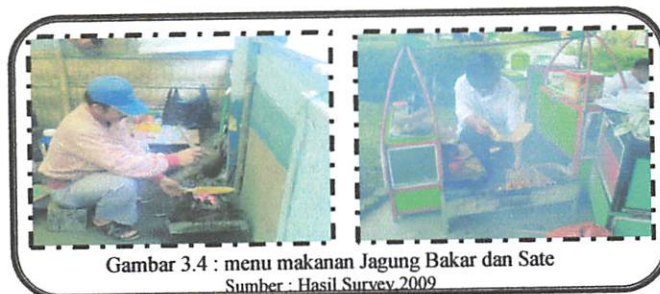 Gambar 3.4 : menu makanan Jagung Bakar dan Sate
Sumber : Hasil Survey,2009